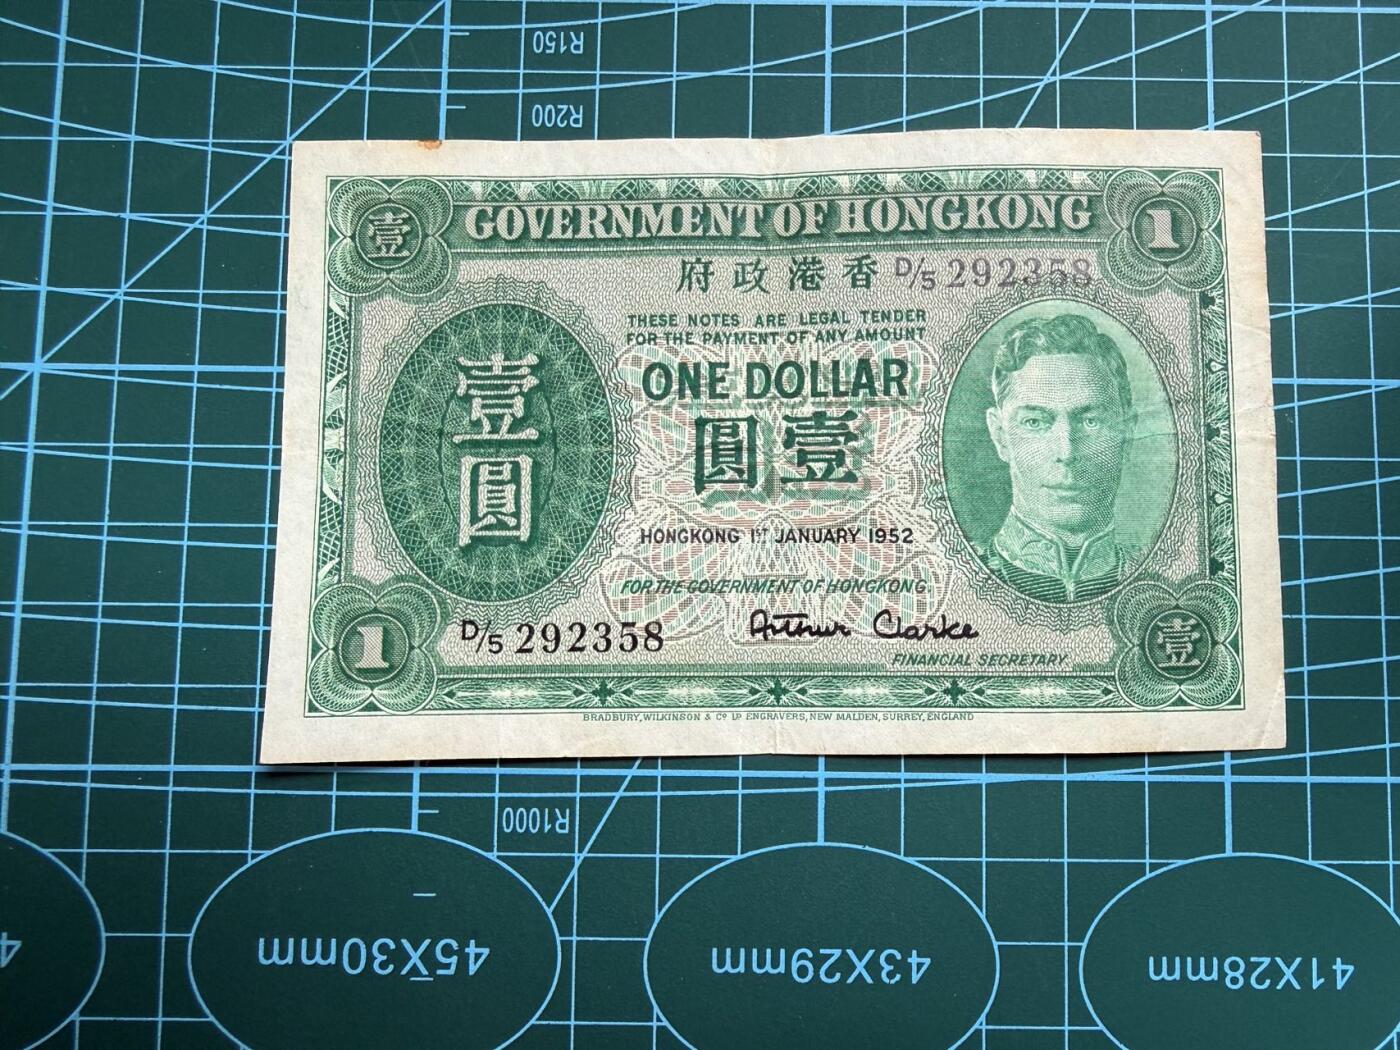 R150
R200
壹
GOVERNMENT OF HONGKONG
1
府政港香
D/5 292358
THESE NOTES ARE LEGAL TENDER
FOR THE PAYMENT OF ANY AMOUNT
壹圓
ONE DOLLAR
圓壹
HONGKONG 1ST JANUARY 1952
FOR THE GOVERNMENT OF HONGKONG.
Arthur Clarke
FINANCIAL SECRETARY.
1
D/5 292358
壹
BRADBURY, WILKINSON & Co LD ENGRAVERS, NEW MALDEN, SURREY, ENGLAND
R1000
45X30mm
43X29mm
41X28mm